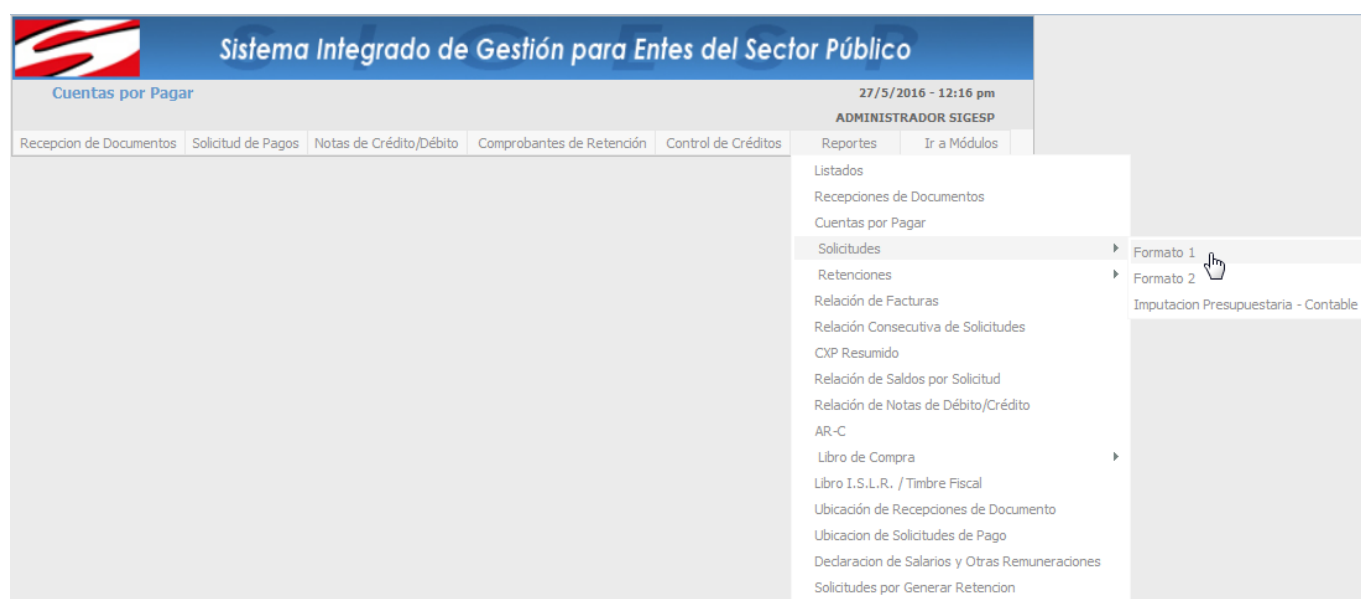 S I G E S P
Sistema Integrado de Gestión para Entes del Sector Público
Cuentas por Pagar
27/5/2016 - 12:16 pm
ADMINISTRADOR SIGESP
Recepcion de Documentos Solicitud de Pagos Notas de Crédito/Débito Comprobantes de Retención Control de Créditos Reportes Ir a Módulos
Listados
Recepciones de Documentos
Cuentas por Pagar
Solicitudes
Formato 1
Retenciones
Formato 2
Relación de Facturas
Imputacion Presupuestaria - Contable
Relación Consecutiva de Solicitudes
CXP Resumido
Relación de Saldos por Solicitud
Relación de Notas de Débito/Crédito
AR-C
Libro de Compra
Libro I.S.L.R. / Timbre Fiscal
Ubicación de Recepciones de Documento
Ubicacion de Solicitudes de Pago
Declaracion de Salarios y Otras Remuneraciones
Solicitudes por Generar Retencion